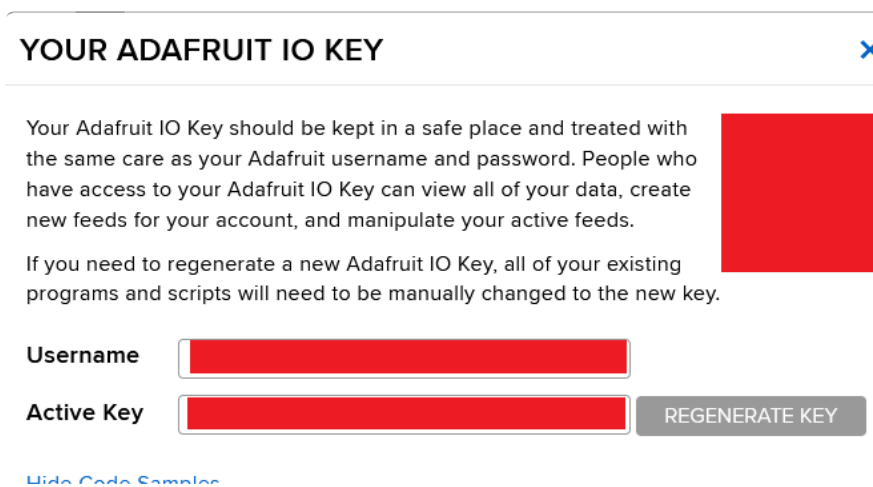 YOUR ADAFRUIT IO KEY
Your Adafruit IO Key should be kept in a safe place and treated with
the same care as your Adafruit username and password. People who
have access to your Adafruit IO Key can view all of your data, create
new feeds for your account, and manipulate your active feeds.
If you need to regenerate a new Adafruit IO Key, all of your existing
programs and scripts will need to be manually changed to the new key.
Username
Active Key
REGENERATE KEY
Hide Code Samples